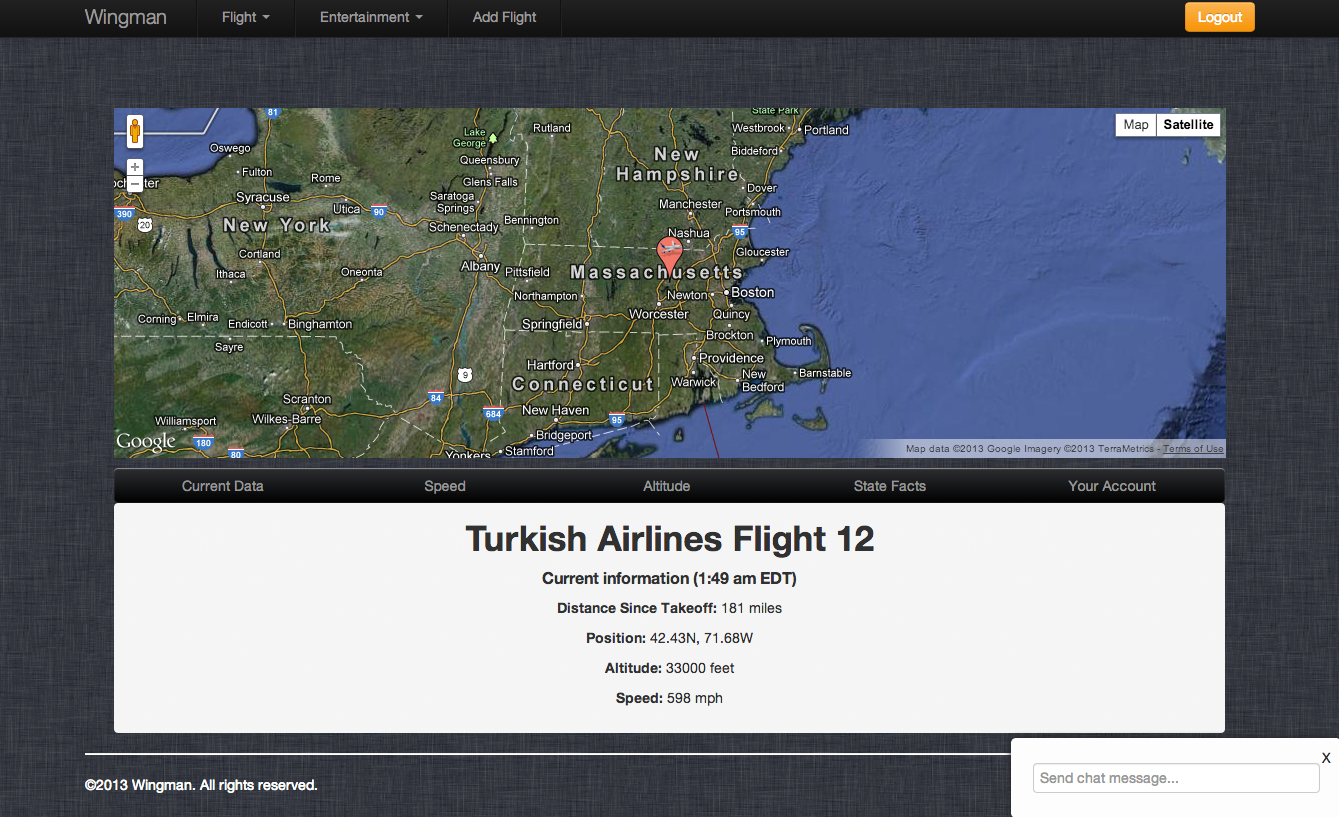 Wingman Flight Entertainment Add Flight Logout
State Park
81
Lake George
Rutland
Westbrook
Portland
Map Satellite
Oswego
Queensbury
New Hampshire
Biddeford
+
−
Fulton
Rome
Glens Falls
Dover
Syracuse
Saratoga Springs
Manchester
Portsmouth
390
20
New York
Utica
90
Schenectady
Bennington
Nashua
95
Cortland
Albany
Pittsfield
Massachusetts
Gloucester
Ithaca
Oneonta
Northampton
Newton
Boston
Corning
Elmira
Endicott
Binghamton
Springfield
Worcester
Quincy
Sayre
Brockton
Plymouth
Hartford
Providence
9
Connecticut
Warwick
New Bedford
Barnstable
Scranton
84
684
New Haven
95
Williamsport
Wilkes-Barre
Bridgeport
Google
180
80
Yonkers
Stamford
Map data ©2013 Google Imagery ©2013 TerraMetrics - Terms of Use
Current Data Speed Altitude State Facts Your Account
Turkish Airlines Flight 12
Current information (1:49 am EDT)
Distance Since Takeoff: 181 miles
Position: 42.43N, 71.68W
Altitude: 33000 feet
Speed: 598 mph
X
Send chat message...
©2013 Wingman. All rights reserved.